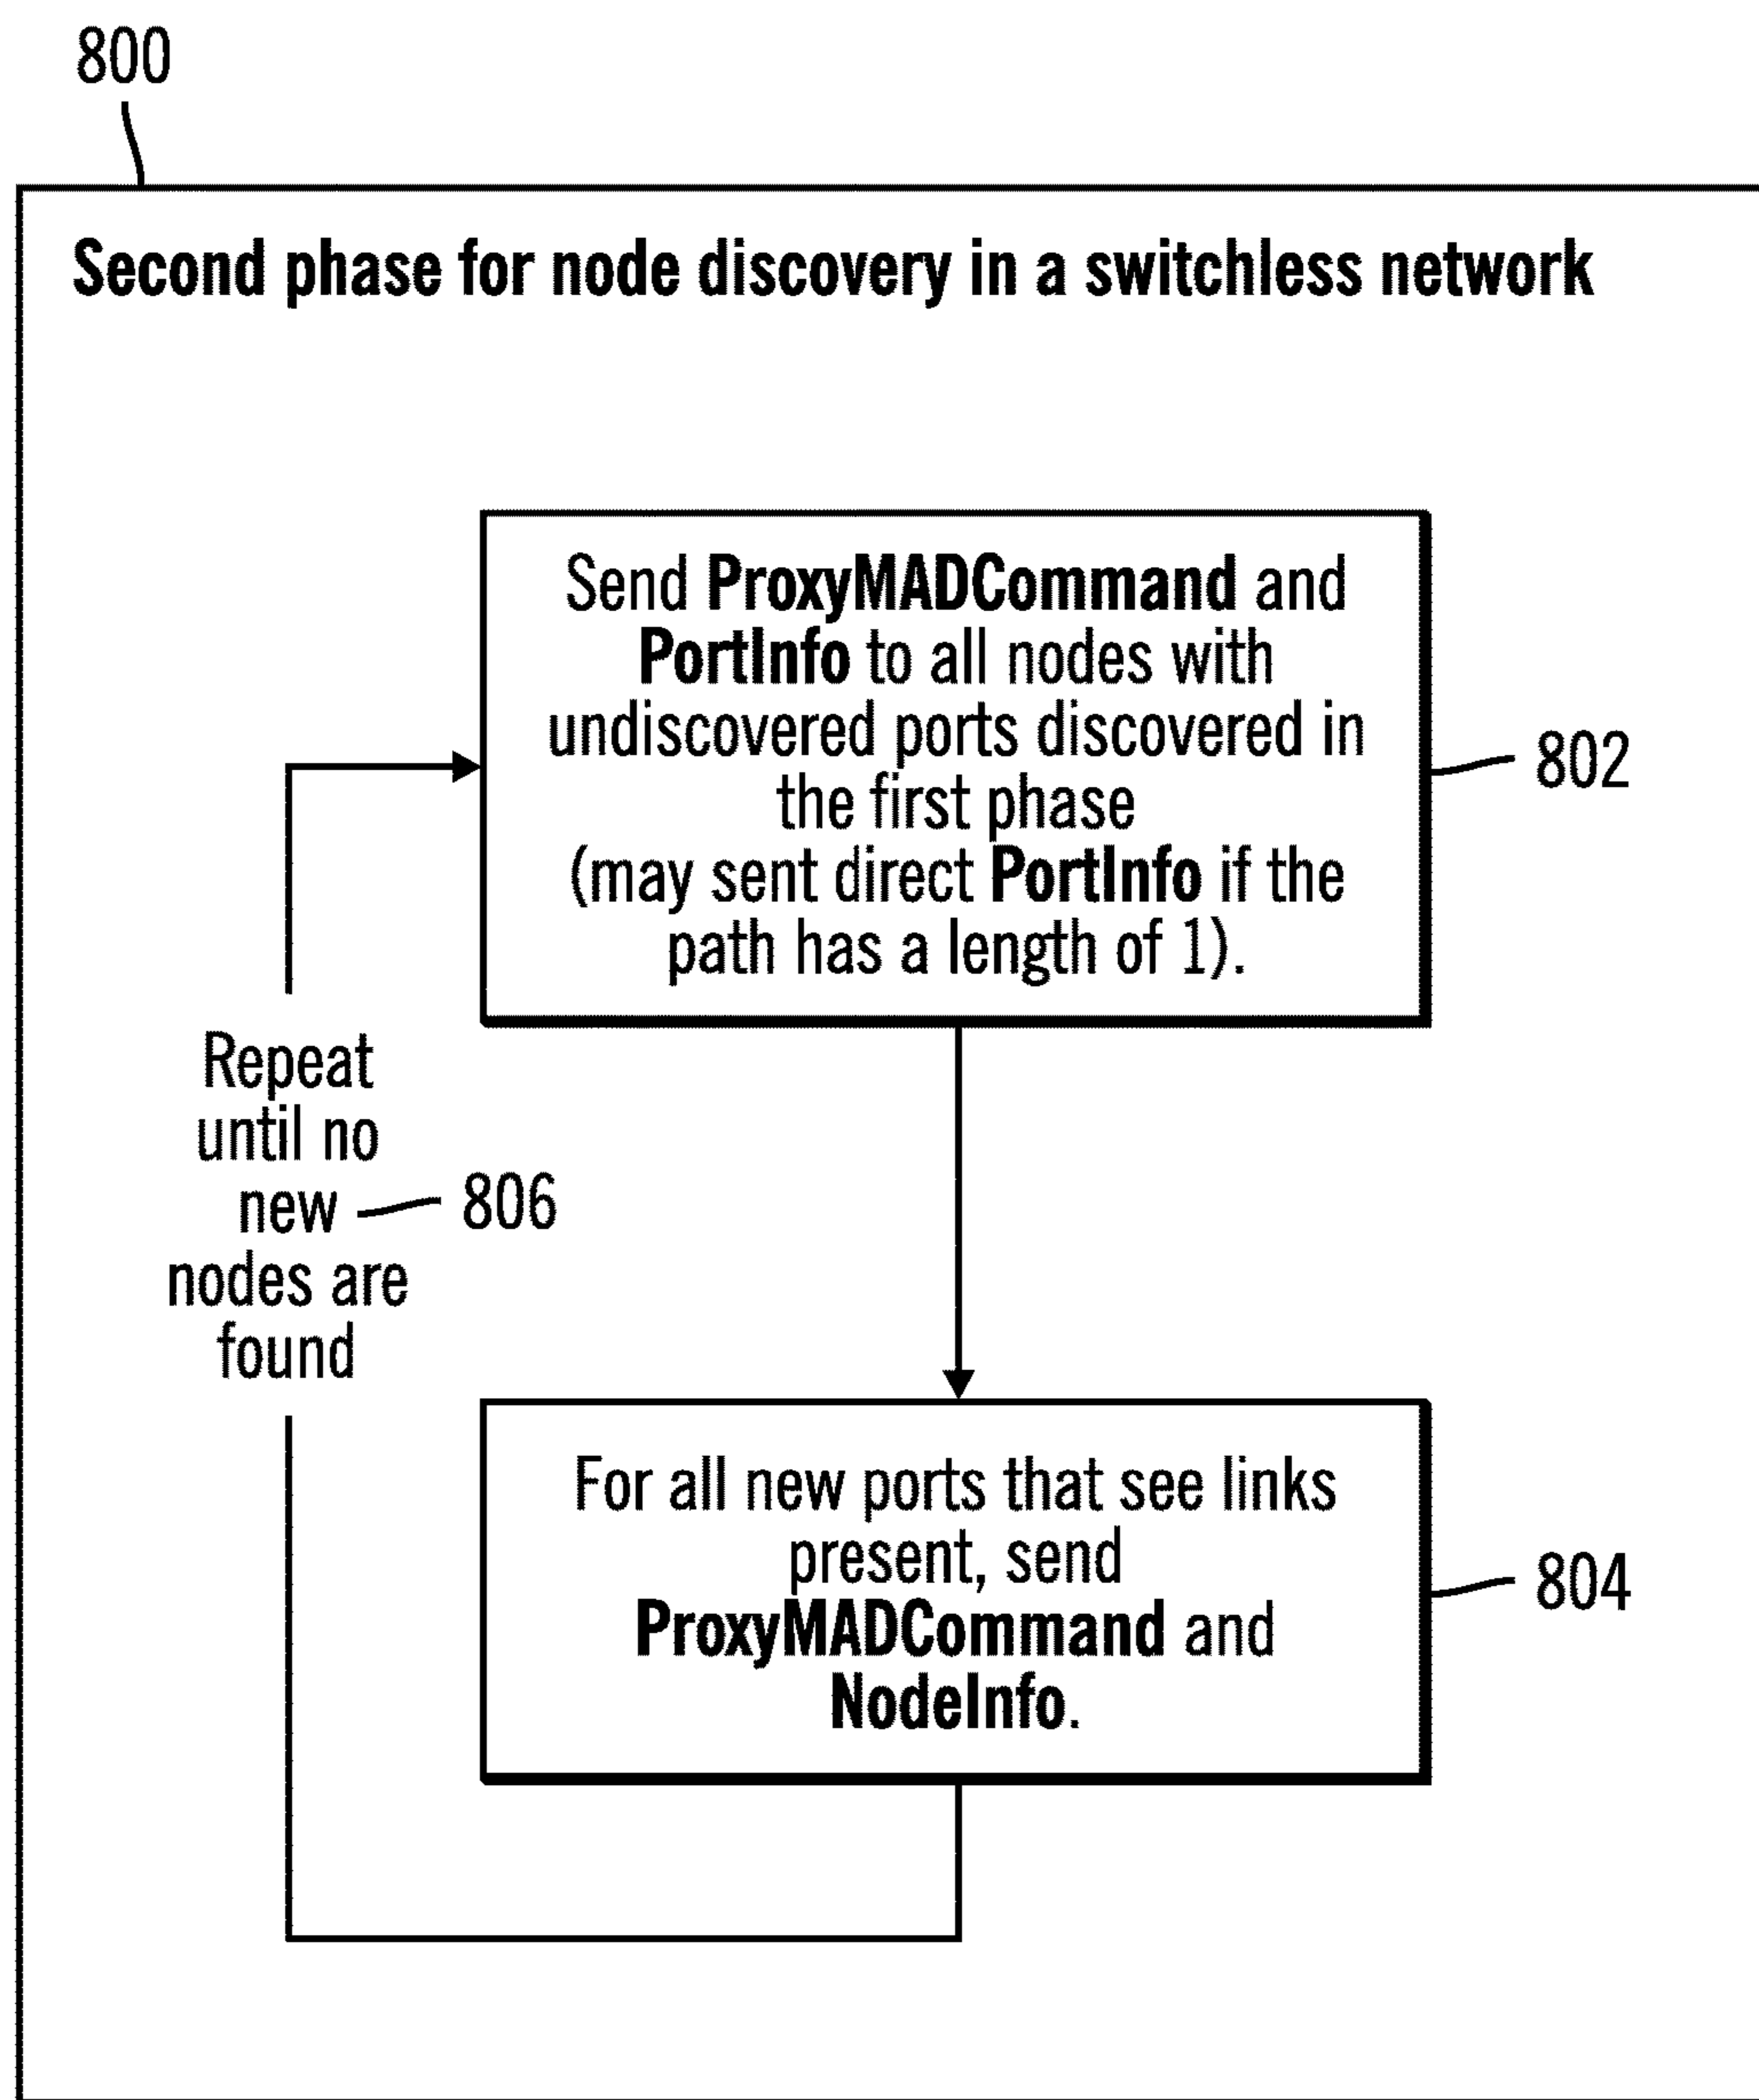 800
Second phase for node discovery in a switchless network
Send ProxyMADCommand and
PortInfo to all nodes with
undiscovered ports discovered in
the first phase
(may sent direct PortInfo if the
path has a length of 1).
802
Repeat
until no
new
nodes are
found
806
For all new ports that see links
present, send
ProxyMADCommand and
NodeInfo.
804